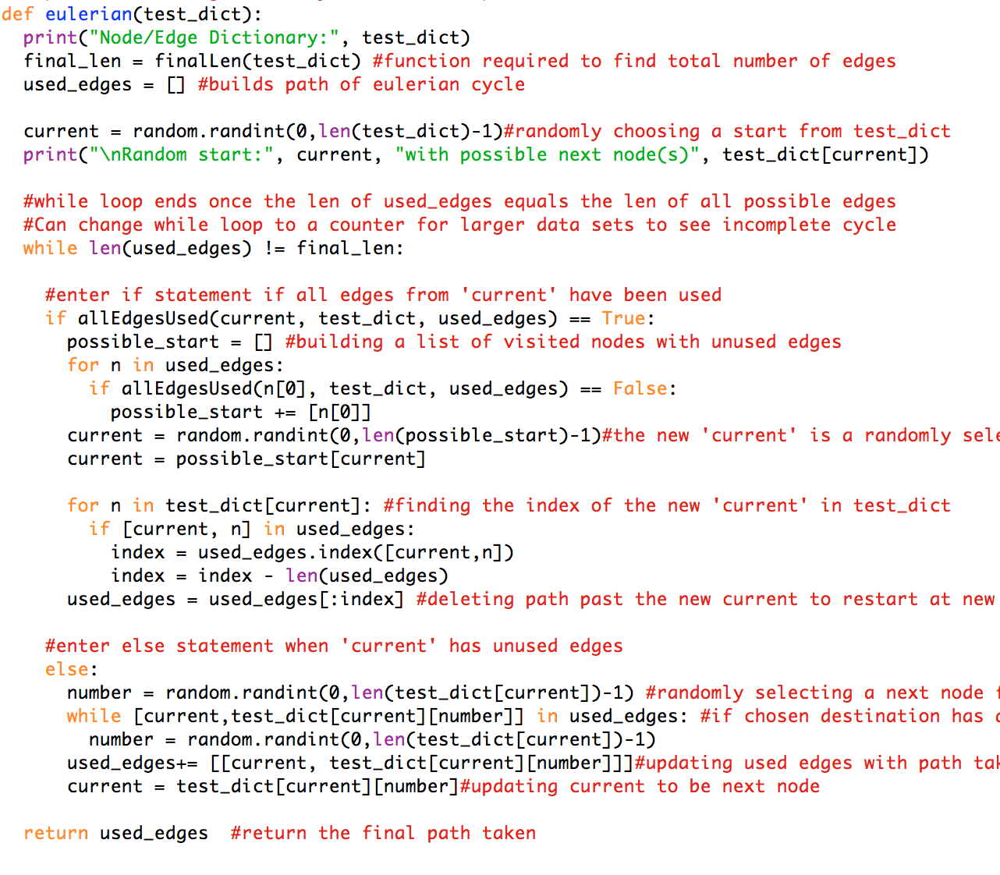 def eulerian(test_dict):
  print("Node/Edge Dictionary:", test_dict)
  final_len = finalLen(test_dict) #function required to find total number of edges
  used_edges = [] #builds path of eulerian cycle

  current = random.randint(0,len(test_dict)-1)#randomly choosing a start from test_dict
  print("\nRandom start:", current, "with possible next node(s)", test_dict[current])

  #while loop ends once the len of used_edges equals the len of all possible edges
  #Can change while loop to a counter for larger data sets to see incomplete cycle
  while len(used_edges) != final_len:

    #enter if statement if all edges from 'current' have been used
    if allEdgesUsed(current, test_dict, used_edges) == True:
      possible_start = [] #building a list of visited nodes with unused edges
      for n in used_edges:
        if allEdgesUsed(n[0], test_dict, used_edges) == False:
          possible_start += [n[0]]
      current = random.randint(0,len(possible_start)-1)#the new 'current' is a randomly
      current = possible_start[current]

      for n in test_dict[current]: #finding the index of the new 'current' in test_dict
        if [current, n] in used_edges:
          index = used_edges.index([current,n])
          index = index - len(used_edges)
      used_edges = used_edges[:index] #deleting path past the new current to restart at new

    #enter else statement when 'current' has unused edges
    else:
      number = random.randint(0,len(test_dict[current])-1) #randomly selecting a next node
      while [current,test_dict[current][number]] in used_edges: #if chosen destination has
        number = random.randint(0,len(test_dict[current])-1)
      used_edges+= [[current, test_dict[current][number]]]#updating used edges with path
      current = test_dict[current][number]#updating current to be next node

  return used_edges  #return the final path taken